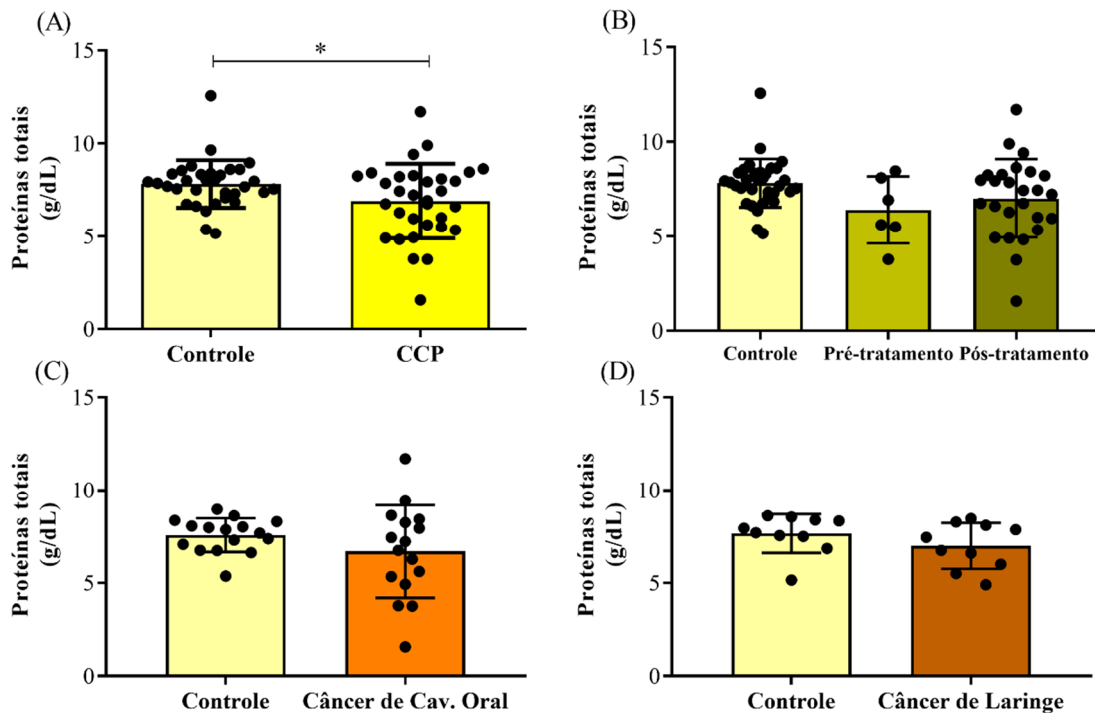 (A)
Proteínas totais
(g/dL)
15
10
5
0
*
Controle
CCP
(B)
Proteínas totais
(g/dL)
15
10
5
0
Controle
Pré-tratamento
Pós-tratamento
(C)
Proteínas totais
(g/dL)
15
10
5
0
Controle
Câncer de Cav. Oral
(D)
Proteínas totais
(g/dL)
15
10
5
0
Controle
Câncer de Laringe